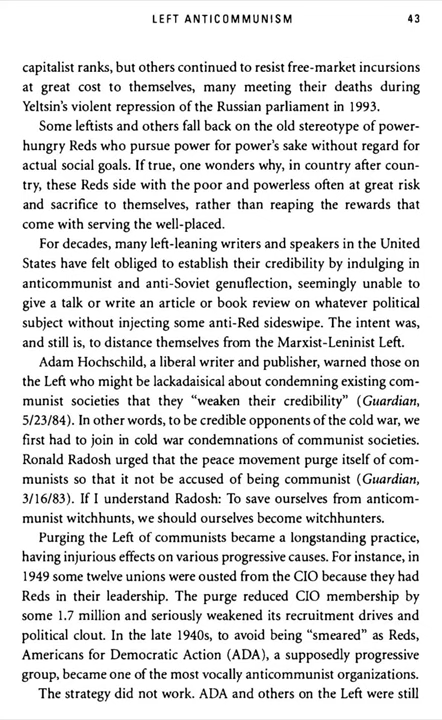 LEFT ANTICOMMUNISM 43
capitalist ranks, but others continued to resist free-market incursions
at great cost to themselves, many meeting their deaths during
Yeltsin's violent repression of the Russian parliament in 1993.
Some leftists and others fall back on the old stereotype of power-
hungry Reds who pursue power for power's sake without regard for
actual social goals. If true, one wonders why, in country after coun-
try, these Reds side with the poor and powerless often at great risk
and sacrifice to themselves, rather than reaping the rewards that
come with serving the well-placed.
For decades, many left-leaning writers and speakers in the United
States have felt obliged to establish their credibility by indulging in
anticommunist and anti-Soviet genuflection, seemingly unable to
give a talk or write an article or book review on whatever political
subject without injecting some anti-Red sideswipe. The intent was,
and still is, to distance themselves from the Marxist-Leninist Left.
Adam Hochschild, a liberal writer and publisher, warned those on
the Left who might be lackadaisical about condemning existing com-
munist societies that they "weaken their credibility" (Guardian,
5/23/84). In other words, to be credible opponents of the cold war, we
first had to join in cold war condemnations of communist societies.
Ronald Radosh urged that the peace movement purge itself of com-
munists so that it not be accused of being communist (Guardian,
3/16/83). If I understand Radosh: To save ourselves from anticom-
munist witchhunts, we should ourselves become witchhunters.
Purging the Left of communists became a longstanding practice,
having injurious effects on various progressive causes. For instance, in
1949 some twelve unions were ousted from the CIO because they had
Reds in their leadership. The purge reduced CIO membership by
some 1.7 million and seriously weakened its recruitment drives and
political clout. In the late 1940s, to avoid being "smeared" as Reds,
Americans for Democratic Action (ADA), a supposedly progressive
group, became one of the most vocally anticommunist organizations.
The strategy did not work. ADA and others on the Left were still